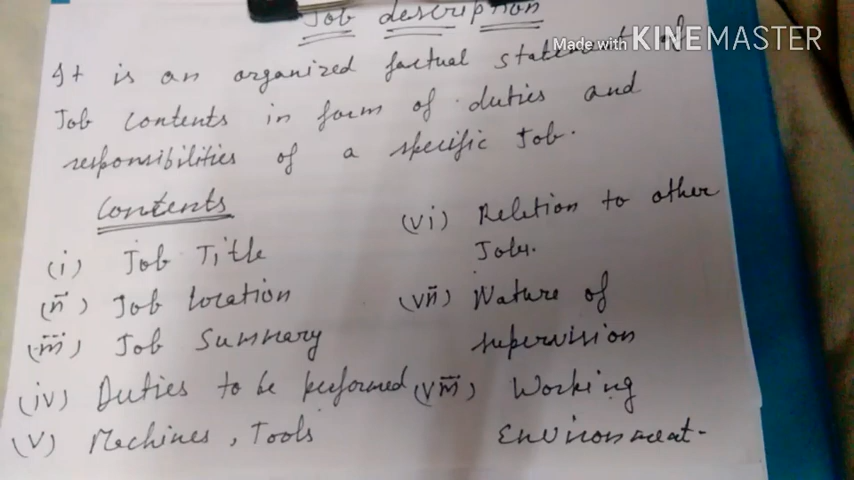 Job description
Made with KINEMASTER
It is an organized factual statement of
Job contents in form of duties and
responsibilities of a specific Job.
Contents
(i) Job Title
(ii) Job location
(iii) Job Summary
(iv) Duties to be performed
(v) Machines, Tools
(vi) Relation to other
Jobs.
(vii) Nature of
supervision
(viii) Working
Environment.